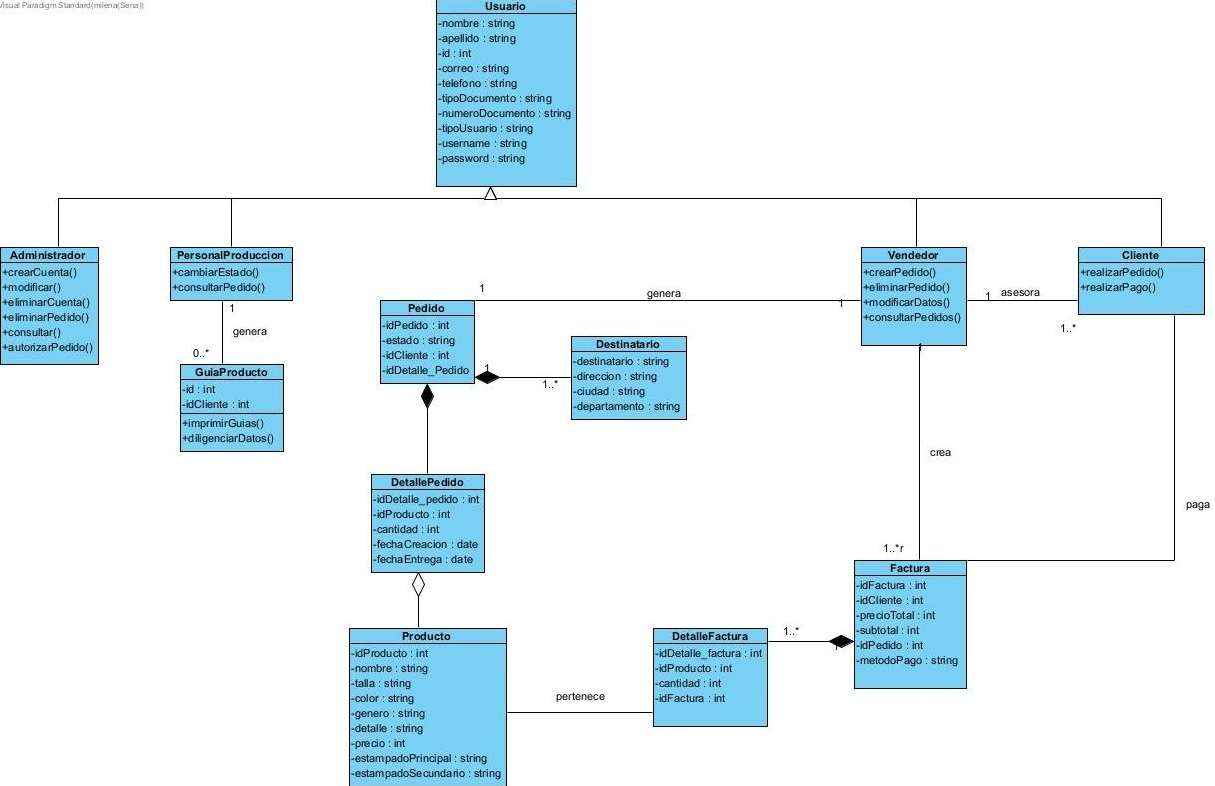 Visual Paradigm Standard(milena(Sena))
Usuario
-nombre : string
-apellido : string
-id : int
-correo : string
-telefono : string
-tipoDocumento : string
-numeroDocumento : string
-tipoUsuario : string
-username : string
-password : string
Administrador
+crearCuenta()
+modificar()
+eliminarCuenta()
+eliminarPedido()
+consultar()
+autorizarPedido()
PersonalProduccion
+cambiarEstado()
+consultarPedido()
1
genera
0..*
GuiaProducto
-id : int
-idCliente : int
+imprimirGuias()
+diligenciarDatos()
Vendedor
+crearPedido()
+eliminarPedido()
+modificarDatos()
+consultarPedidos()
Cliente
+realizarPedido()
+realizarPago()
1
asesora
1..*
1
genera
1
Pedido
-idPedido : int
-estado : string
-idCliente : int
-idDetalle_Pedido
1
1..*
Destinatario
-destinatario : string
-direccion : string
-ciudad : string
-departamento : string
1
crea
1..*r
paga
DetallePedido
-idDetalle_pedido : int
-idProducto : int
-cantidad : int
-fechaCreacion : date
-fechaEntrega : date
Factura
-idFactura : int
-idCliente : int
-precioTotal : int
-subtotal : int
-idPedido : int
-metodoPago : string
1..*
1
DetalleFactura
-idDetalle_factura : int
-idProducto : int
-cantidad : int
-idFactura : int
pertenece
Producto
-idProducto : int
-nombre : string
-talla : string
-color : string
-genero : string
-detalle : string
-precio : int
-estampadoPrincipal : string
-estampadoSecundario : string